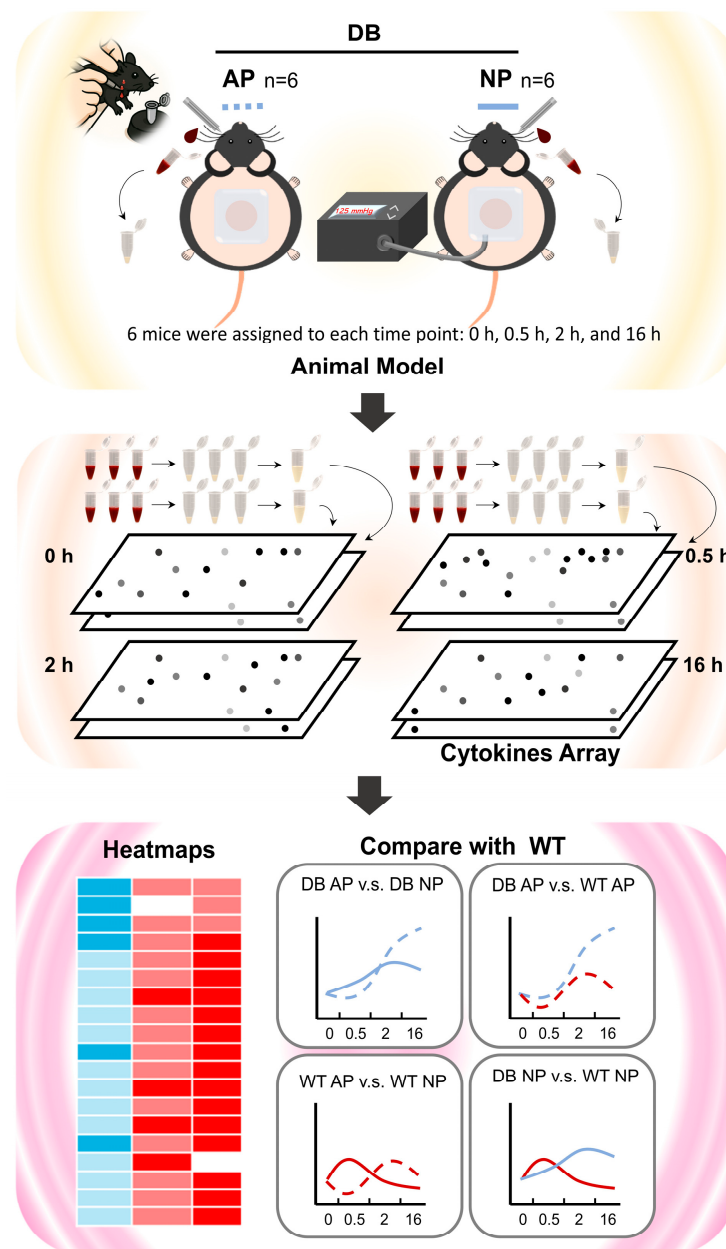 DB
AP n=6
NP n=6
125 mmHg
6 mice were assigned to each time point: 0 h, 0.5 h, 2 h, and 16 h
Animal Model
0 h
0.5 h
2 h
16 h
Cytokines Array
Heatmaps
Compare with WT
DB AP v.s. DB NP
0 0.5 2 16
DB AP v.s. WT AP
0 0.5 2 16
WT AP v.s. WT NP
0 0.5 2 16
DB NP v.s. WT NP
0 0.5 2 16